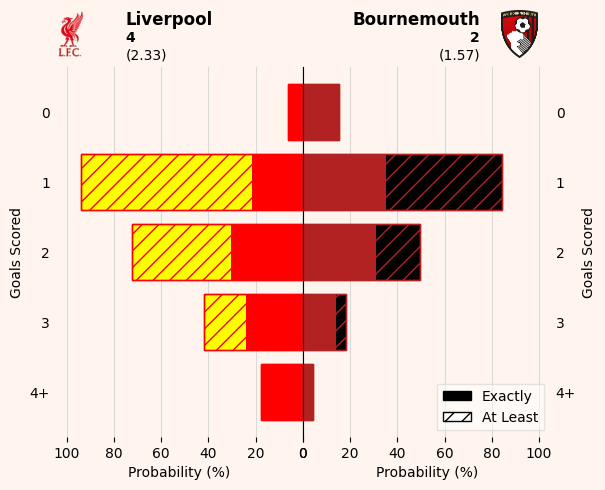 Liverpool
4
(2.33)
Bournemouth
2
(1.57)
L.F.C.
Goals Scored
0
1
2
3
4+
0
1
2
3
4+
Goals Scored
Exactly
At Least
100 80 60 40 20 0
0 20 40 60 80 100
Probability (%)
Probability (%)